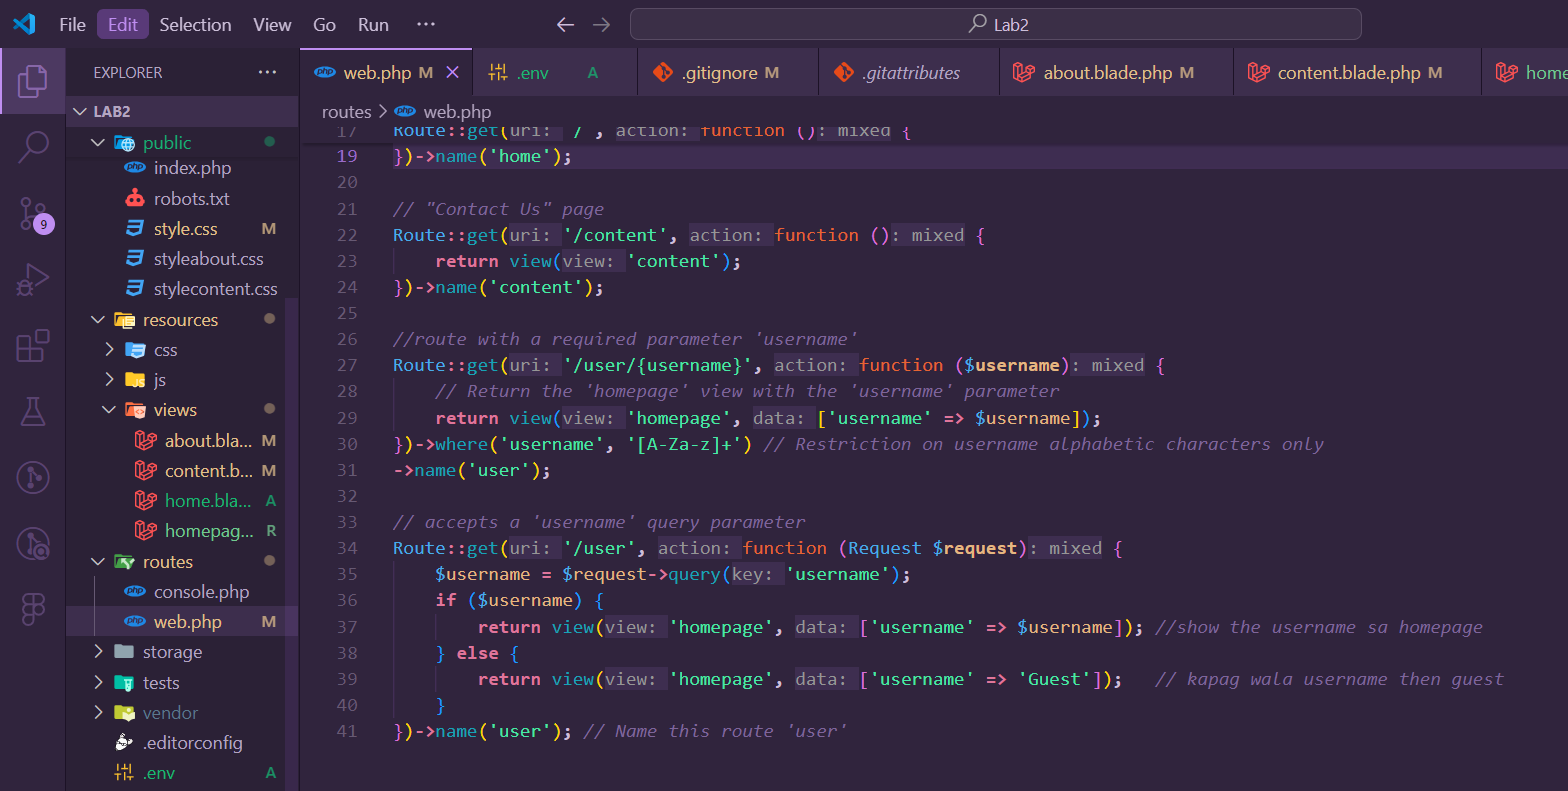 File Edit Selection View Go Run ··· Lab2
EXPLORER ···
LAB2
public
index.php
robots.txt
style.css M
styleabout.css
stylecontent.css
resources
css
js
views
about.bla... M
content.b... M
home.bla... A
homepag... R
routes
console.php
web.php M
storage
tests
vendor
.editorconfig
.env A
9
web.php M .env A .gitignore M .gitattributes about.blade.php M content.blade.php M home
routes > web.php
17 Route::get(uri: '/', action: function (): mixed {
19 })->name('home');
20
21 // "Contact Us" page
22 Route::get(uri: '/content', action: function (): mixed {
23     return view(view: 'content');
24 })->name('content');
25
26 //route with a required parameter 'username'
27 Route::get(uri: '/user/{username}', action: function ($username): mixed {
28     // Return the 'homepage' view with the 'username' parameter
29     return view(view: 'homepage', data: ['username' => $username]);
30 })->where('username', '[A-Za-z]+') // Restriction on username alphabetic characters only
31 ->name('user');
32
33 // accepts a 'username' query parameter
34 Route::get(uri: '/user', action: function (Request $request): mixed {
35     $username = $request->query(key: 'username');
36     if ($username) {
37         return view(view: 'homepage', data: ['username' => $username]); //show the username sa homepage
38     } else {
39         return view(view: 'homepage', data: ['username' => 'Guest']);   // kapag wala username then guest
40     }
41 })->name('user'); // Name this route 'user'